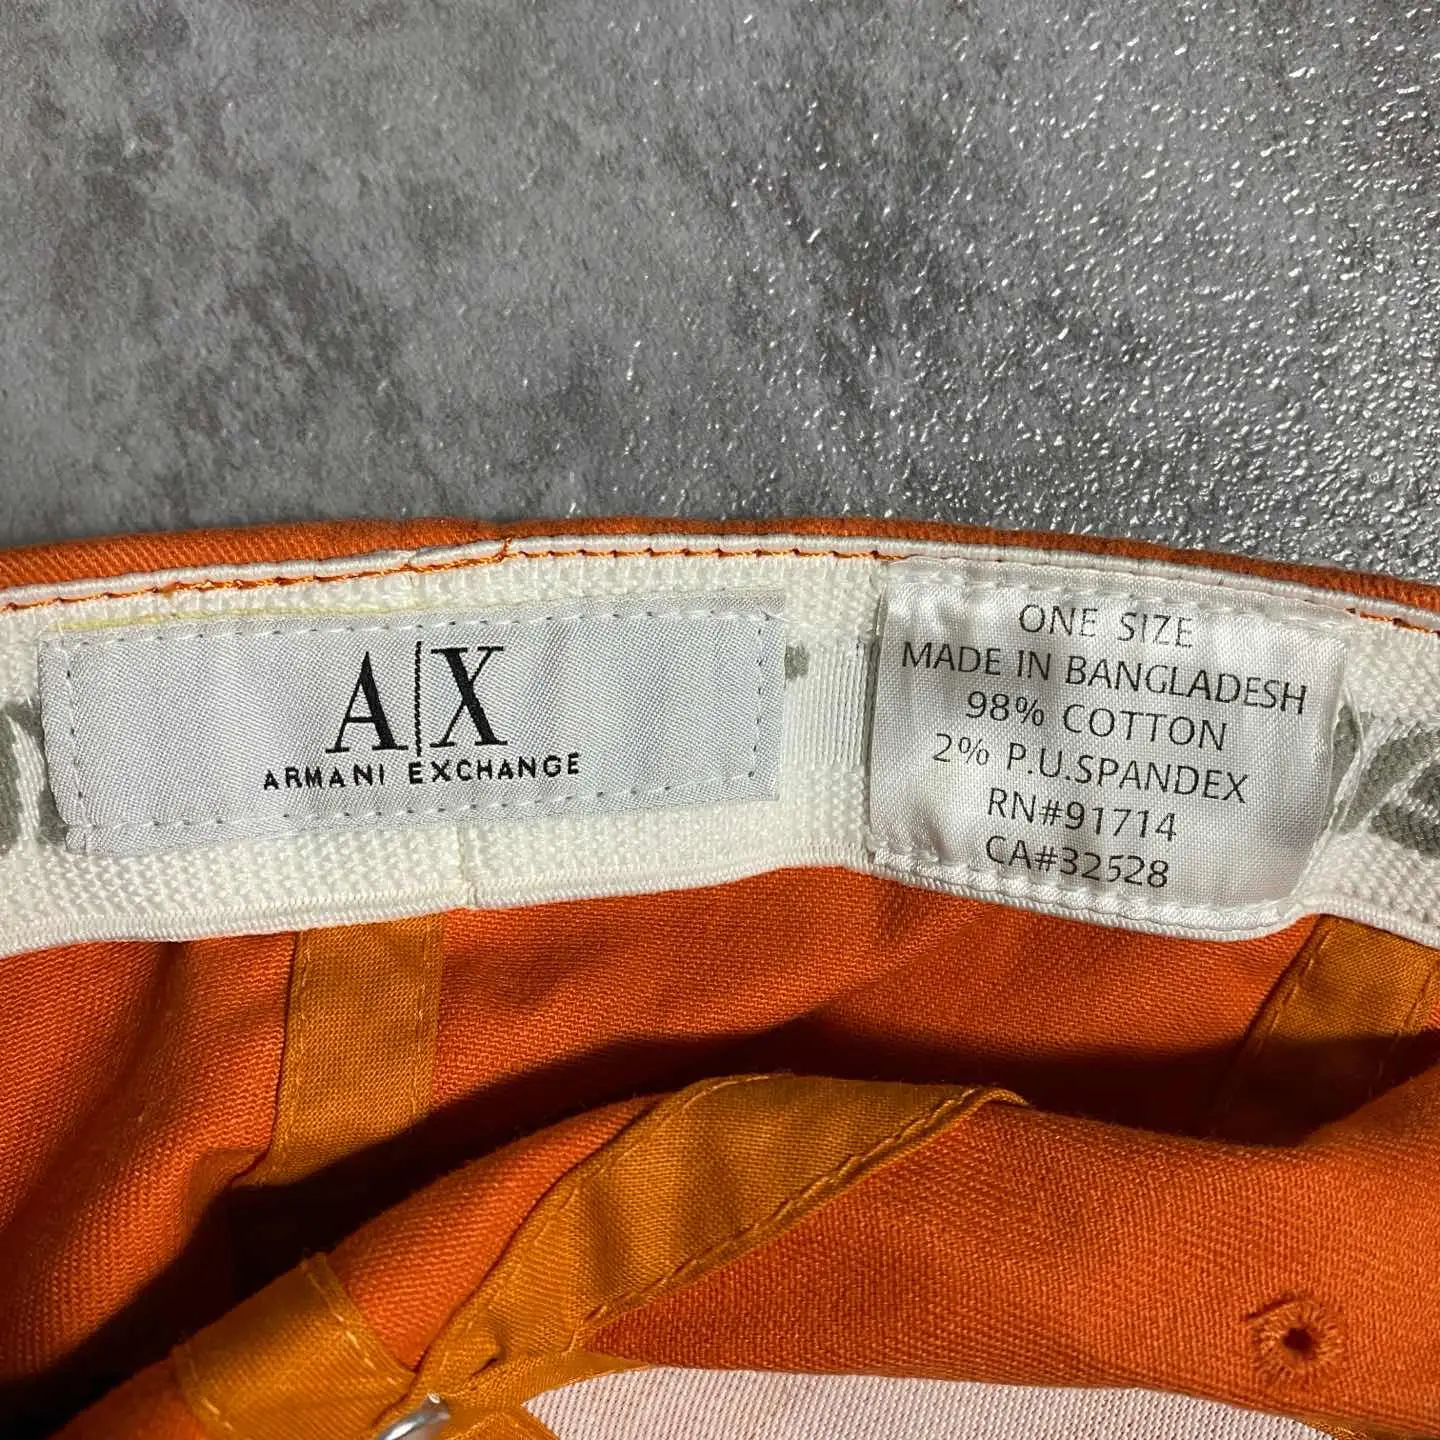 A|X
ARMANI EXCHANGE
ONE SIZE
MADE IN BANGLADESH
98% COTTON
2% P.U.SPANDEX
RN#91714
CA#32528